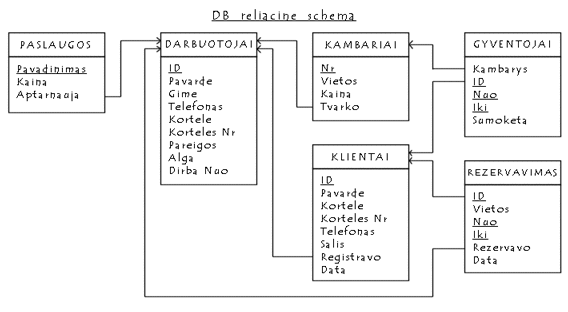 DB reliacine schema
PASLAUGOS
Pavadinimas
Kaina
Aptarnauja
DARBUOTOJAI
ID
Pavarde
Gime
Telefonas
Kortele
Korteles Nr
Pareigos
Alga
Dirba Nuo
KAMBARIAI
Nr
Vietos
Kaina
Tvarko
GYVENTOJAI
Kambarys
ID
Nuo
Iki
Sumoketa
KLIENTAI
ID
Pavarde
Kortele
Korteles Nr
Telefonas
Salis
Registravo
Data
REZERVAVIMAS
ID
Vietos
Nuo
Iki
Rezervavo
Data